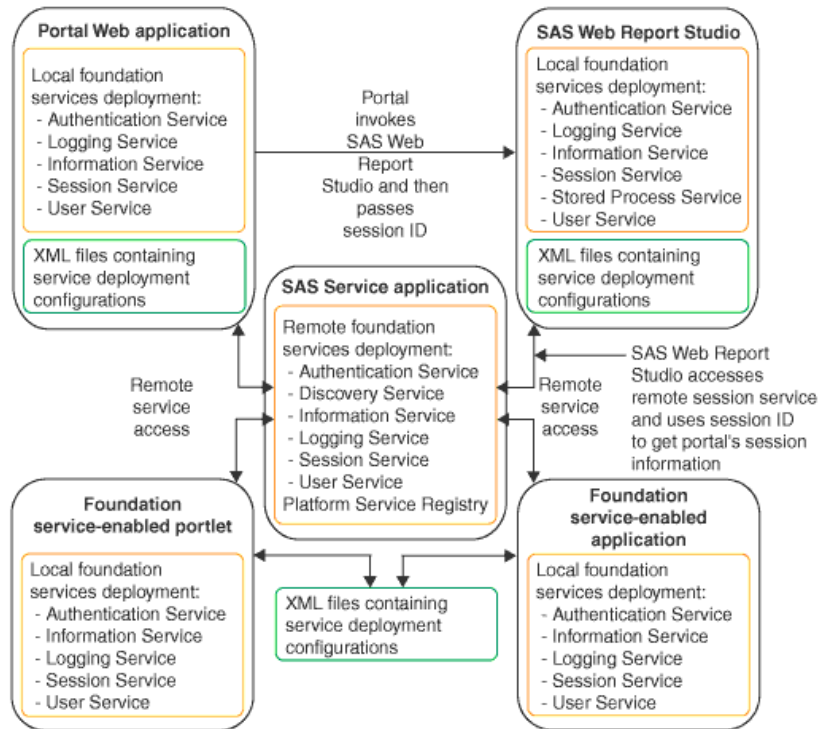 Portal Web application
Local foundation
services deployment:
- Authentication Service
- Logging Service
- Information Service
- Session Service
- User Service
XML files containing
service deployment
configurations
Portal
invokes
SAS Web
Report
Studio and then
passes
session ID
SAS Web Report Studio
Local foundation
services deployment:
- Authentication Service
- Logging Service
- Information Service
- Session Service
- Stored Process Service
- User Service
XML files containing
service deployment
configurations
SAS Service application
Remote foundation
services deployment:
- Authentication Service
- Discovery Service
- Information Service
- Logging Service
- Session Service
- User Service
Platform Service Registry
Remote
service
access
Remote
service
access
SAS Web Report
Studio accesses
remote session service
and uses session ID
to get portal's session
information
Foundation
service-enabled portlet
Local foundation
services deployment:
- Authentication Service
- Information Service
- Logging Service
- Session Service
- User Service
XML files containing
service deployment
configurations
Foundation
service-enabled
application
Local foundation
services deployment:
- Authentication Service
- Information Service
- Logging Service
- Session Service
- User Service